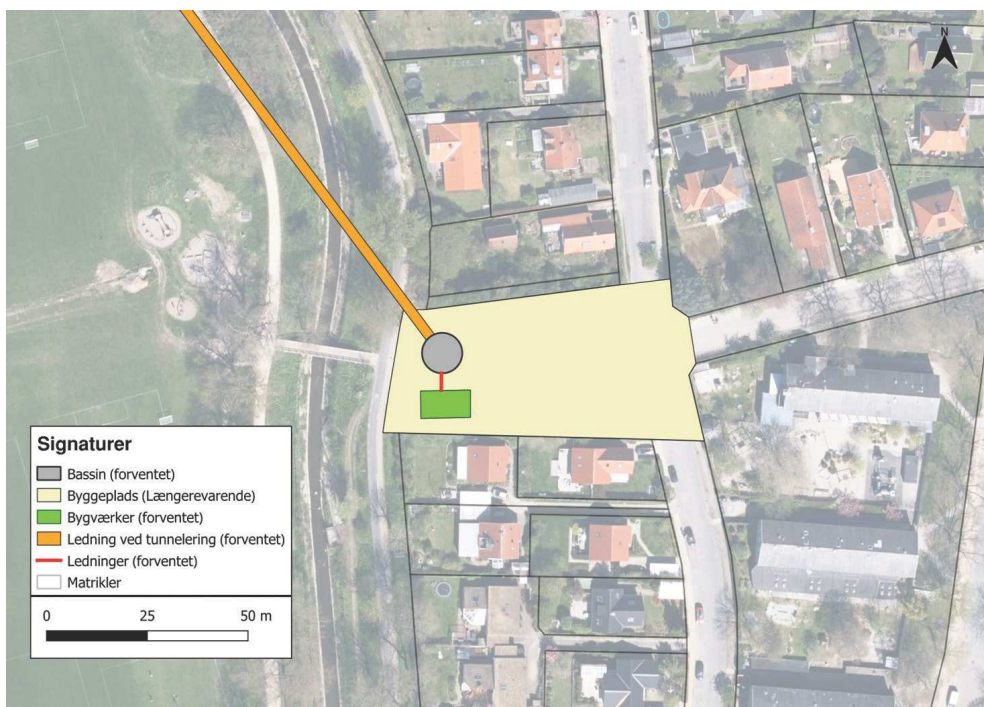 N
Signaturer
Bassin (forventet)
Byggeplads (Længerevarende)
Bygværker (forventet)
Ledning ved tunnelering (forventet)
Ledninger (forventet)
Matrikler
0 25 50 m